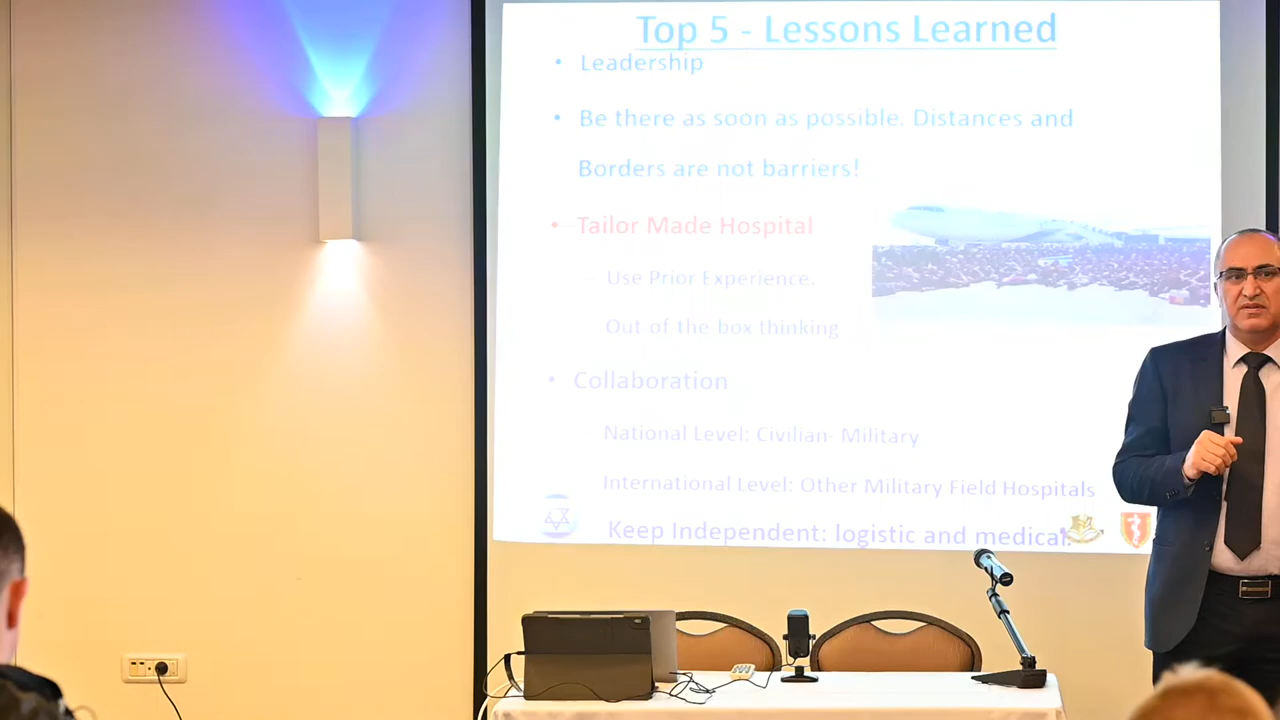 Top 5 - Lessons Learned
• Leadership
• Be there as soon as possible. Distances and
Borders are not barriers!
• Tailor Made Hospital
– Use Prior Experience.
Out of the box thinking
• Collaboration
National Level: Civilian- Military
International Level: Other Military Field Hospitals
Keep Independent: logistic and medical.